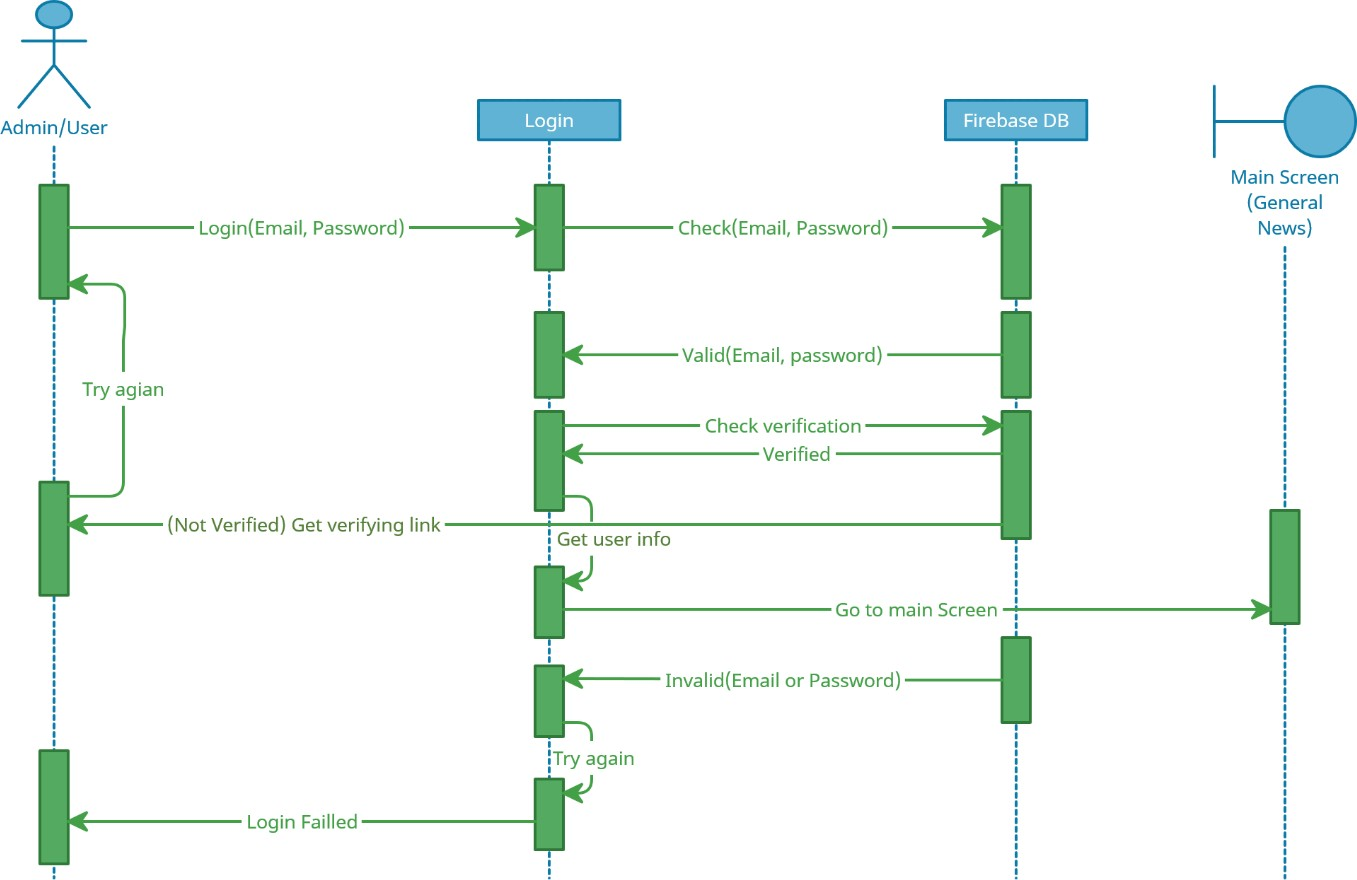 Admin/User
Login
Firebase DB
Main Screen
(General
News)
Login(Email, Password)
Check(Email, Password)
Valid(Email, password)
Try agian
Check verification
Verified
(Not Verified) Get verifying link
Get user info
Go to main Screen
Invalid(Email or Password)
Try again
Login Failled